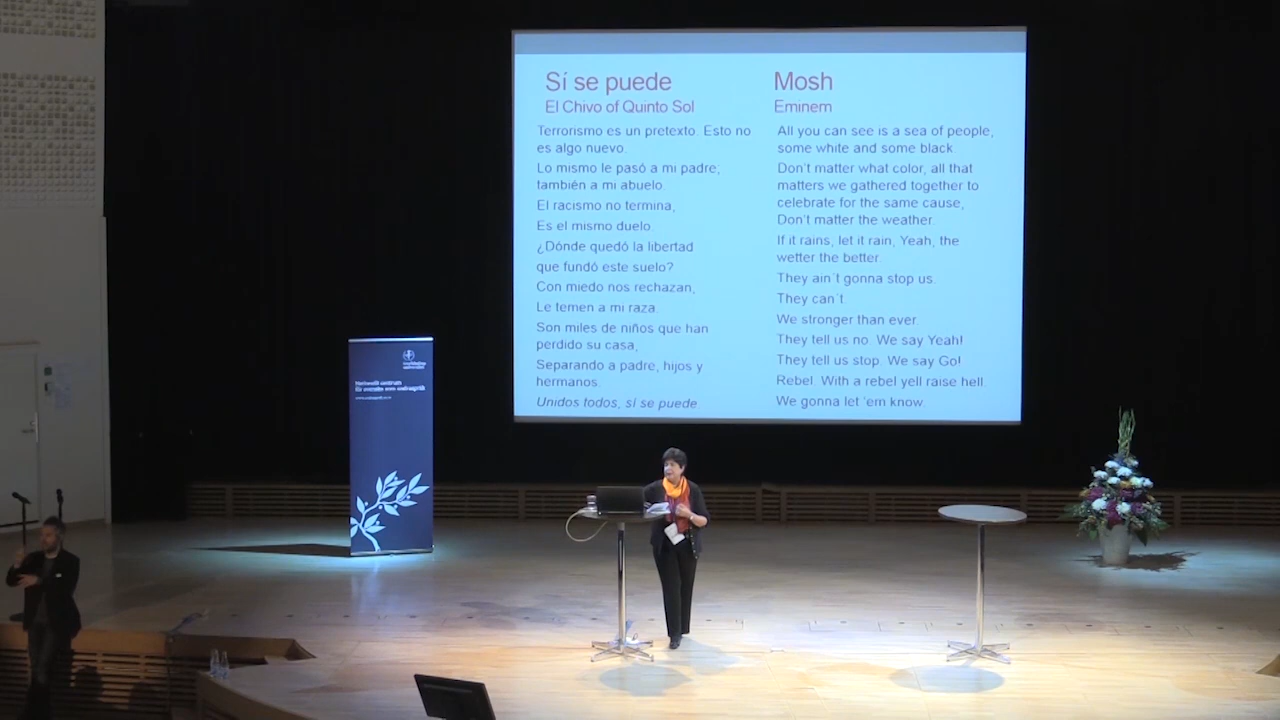 Sí se puede
El Chivo of Quinto Sol
Terrorismo es un pretexto. Esto no
es algo nuevo.
Lo mismo le pasó a mi padre,
también a mi abuelo.
El racismo no termina,
Es el mismo duelo.
¿Dónde quedó la libertad
que fundó este suelo?
Con miedo nos rechazan,
Le temen a mi raza.
Son miles de niños que han
perdido su casa,
Separando a padre, hijos y
hermanos
Unidos todos, sí se puede
Mosh
Eminem
All you can see is a sea of people,
some white and some black
Don't matter what color, all that
matters we gathered together to
celebrate for the same cause,
Don't matter the weather.
If it rains, let it rain, Yeah, the
wetter the better.
They ain´t gonna stop us.
They can´t.
We stronger than ever.
They tell us no. We say Yeah!
They tell us stop. We say Go!
Rebel. With a rebel yell raise hell.
We gonna let 'em know.
Nationellt centrum
för svenska som andraspråk